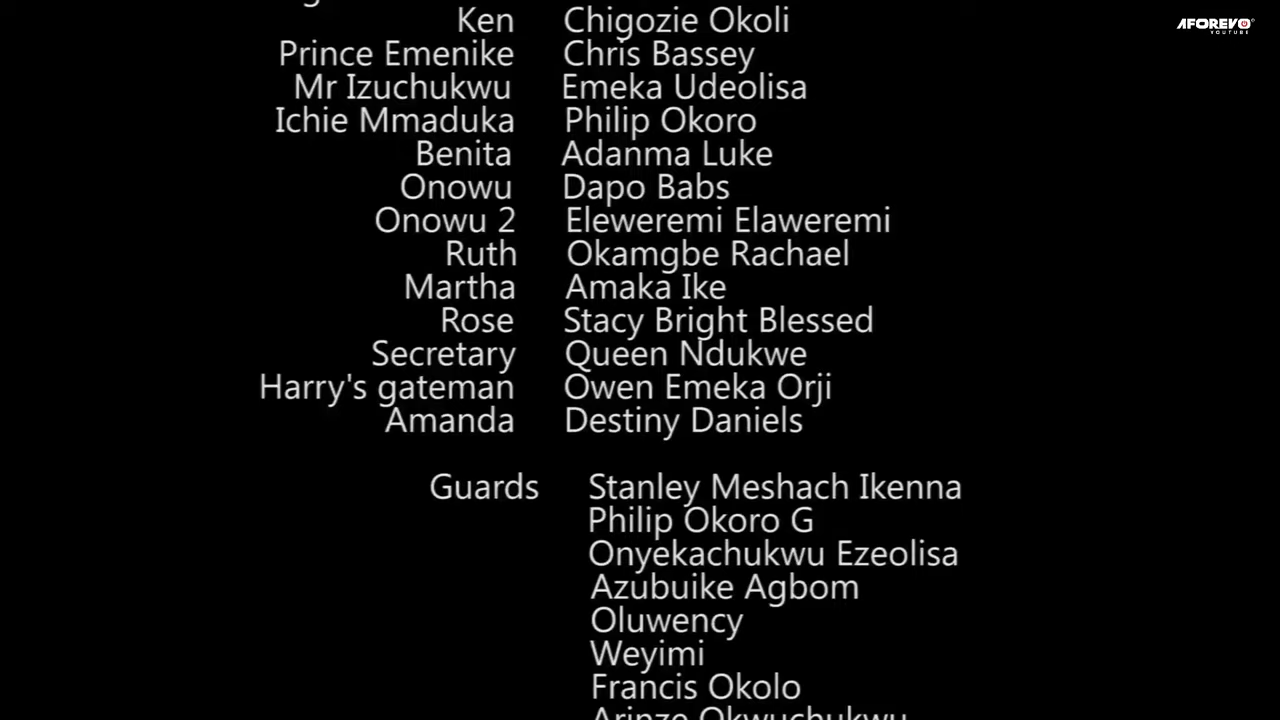 AFOREVO
YOUTUBE
Ken Chigozie Okoli
Prince Emenike Chris Bassey
Mr Izuchukwu Emeka Udeolisa
Ichie Mmaduka Philip Okoro
Benita Adanma Luke
Onowu Dapo Babs
Onowu 2 Eleweremi Elaweremi
Ruth Okamgbe Rachael
Martha Amaka Ike
Rose Stacy Bright Blessed
Secretary Queen Ndukwe
Harry's gateman Owen Emeka Orji
Amanda Destiny Daniels
Guards Stanley Meshach Ikenna
Philip Okoro G
Onyekachukwu Ezeolisa
Azubuike Agbom
Oluwency
Weyimi
Francis Okolo
Arinze Okwuchukwu